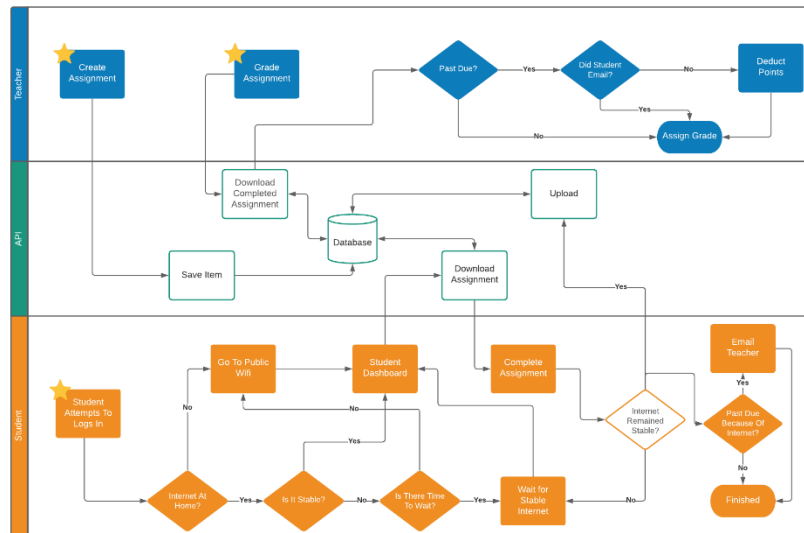 Teacher
Create
Assignment
Grade
Assignment
Past Due?
Yes
Did Student
Email?
No
Deduct
Points
Yes
No
Assign Grade
API
Download
Completed
Assignment
Upload
Database
Save Item
Download
Assignment
Yes
Student
Student
Attempts To
Logs In
Go To Public
Wifi
Student
Dashboard
Complete
Assignment
Email
Teacher
No
No
Yes
Internet
Remained
Stable?
Yes
Past Due
Because Of
Internet?
No
Internet At
Home?
Yes
Is It Stable?
No
Is There Time
To Wait?
Yes
Wait for
Stable
Internet
No
Finished